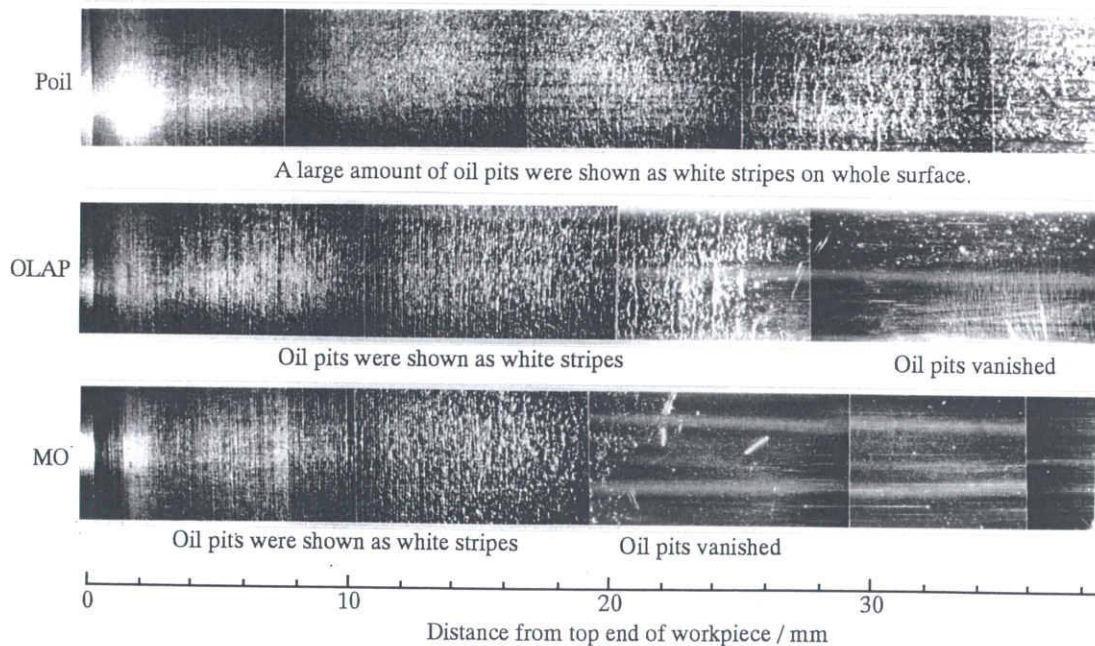 Poil
A large amount of oil pits were shown as white stripes on whole surface.
OLAP
Oil pits were shown as white stripes
Oil pits vanished
MO
Oil pits were shown as white stripes
Oil pits vanished
0 10 20 30
Distance from top end of workpiece / mm